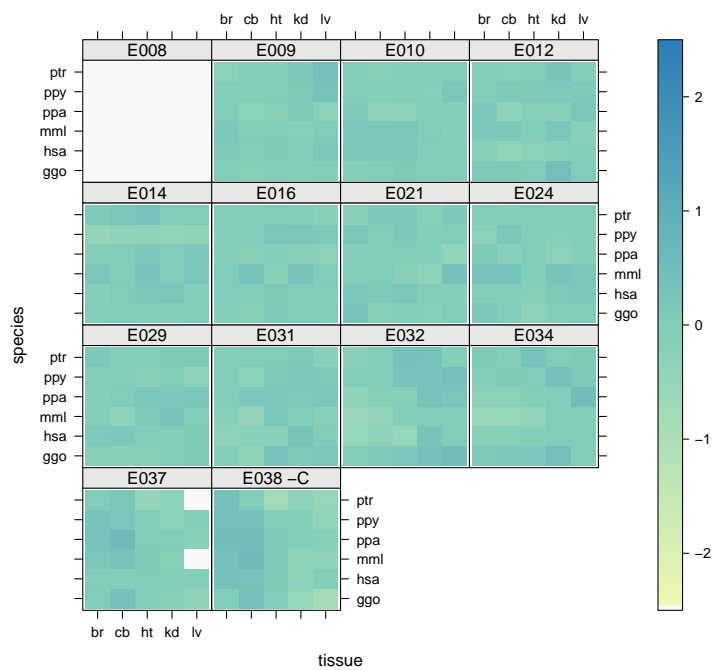 br cb ht kd lv br cb ht kd lv
E008 E009 E010 E012
ptr
ppy
ppa
mml
hsa
ggo
E014 E016 E021 E024
ptr
ppy
ppa
mml
hsa
ggo
E029 E031 E032 E034
ptr
ppy
ppa
mml
hsa
ggo
E037 E038 –C
ptr
ppy
ppa
mml
hsa
ggo
br cb ht kd lv
tissue
species
2
1
0
−1
−2